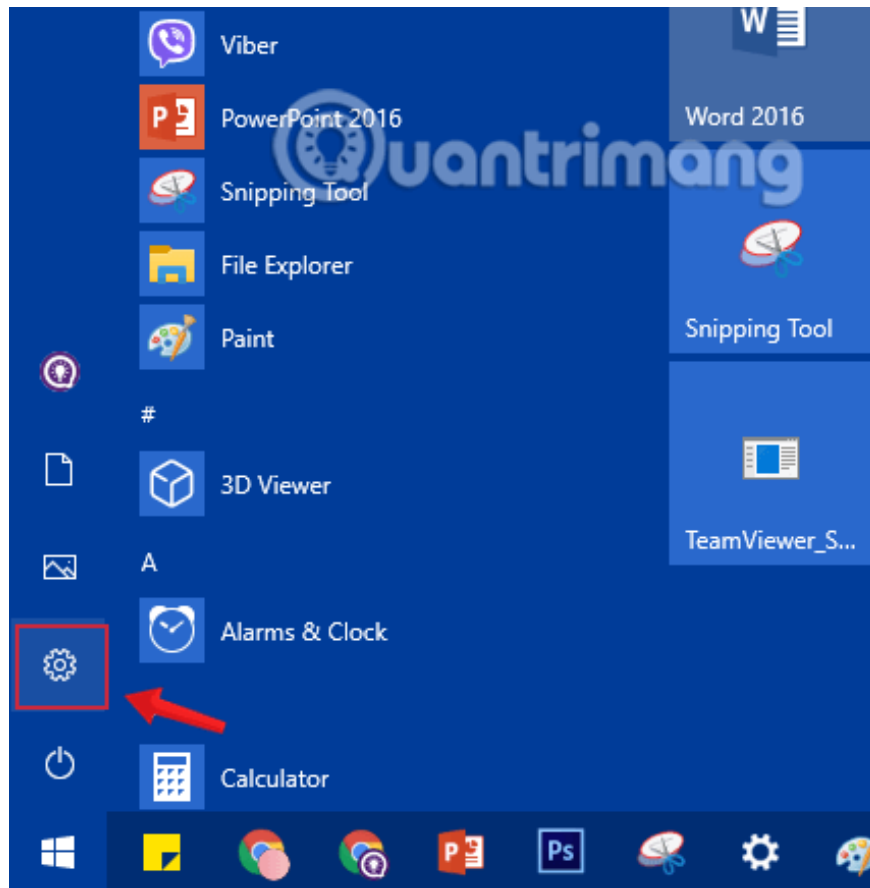 Viber
PowerPoint 2016
Snipping Tool
File Explorer
Paint
#
3D Viewer
A
Alarms & Clock
Calculator
Word 2016
Snipping Tool
TeamViewer_S...
Quantrimang
W
P
P
Ps